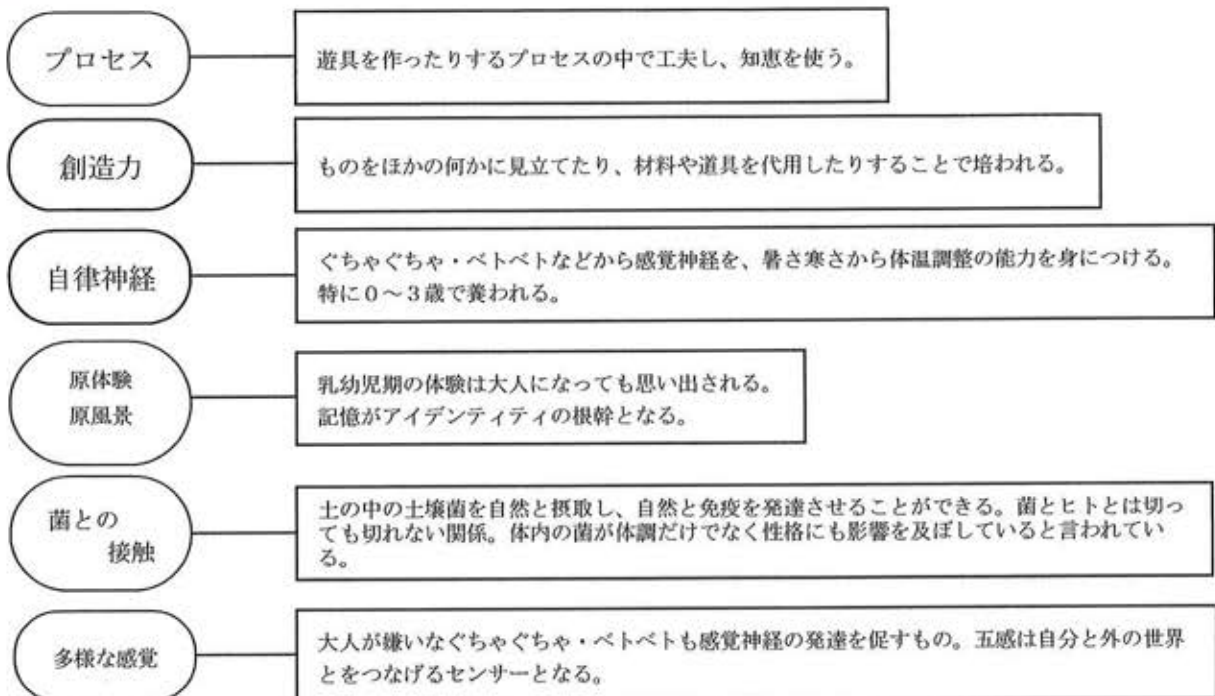 プロセス
遊具を作ったりするプロセスの中で工夫し、知恵を使う。
創造力
ものをほかの何かに見立てたり、材料や道具を代用したりすることで培われる。
自律神経
ぐちゃぐちゃ・ベトベトなどから感覚神経を、暑さ寒さから体温調整の能力を身につける。
特に0〜3歳で養われる。
原体験
原風景
乳幼児期の体験は大人になっても思い出される。
記憶がアイデンティティの根幹となる。
菌との
接触
土の中の土壌菌を自然と摂取し、自然と免疫を発達させることができる。菌とヒトとは切っ
ても切れない関係。体内の菌が体調だけでなく性格にも影響を及ぼしていると言われてい
る。
多様な感覚
大人が嫌いなぐちゃぐちゃ・ベトベトも感覚神経の発達を促すもの。五感は自分と外の世界
とをつなげるセンサーとなる。